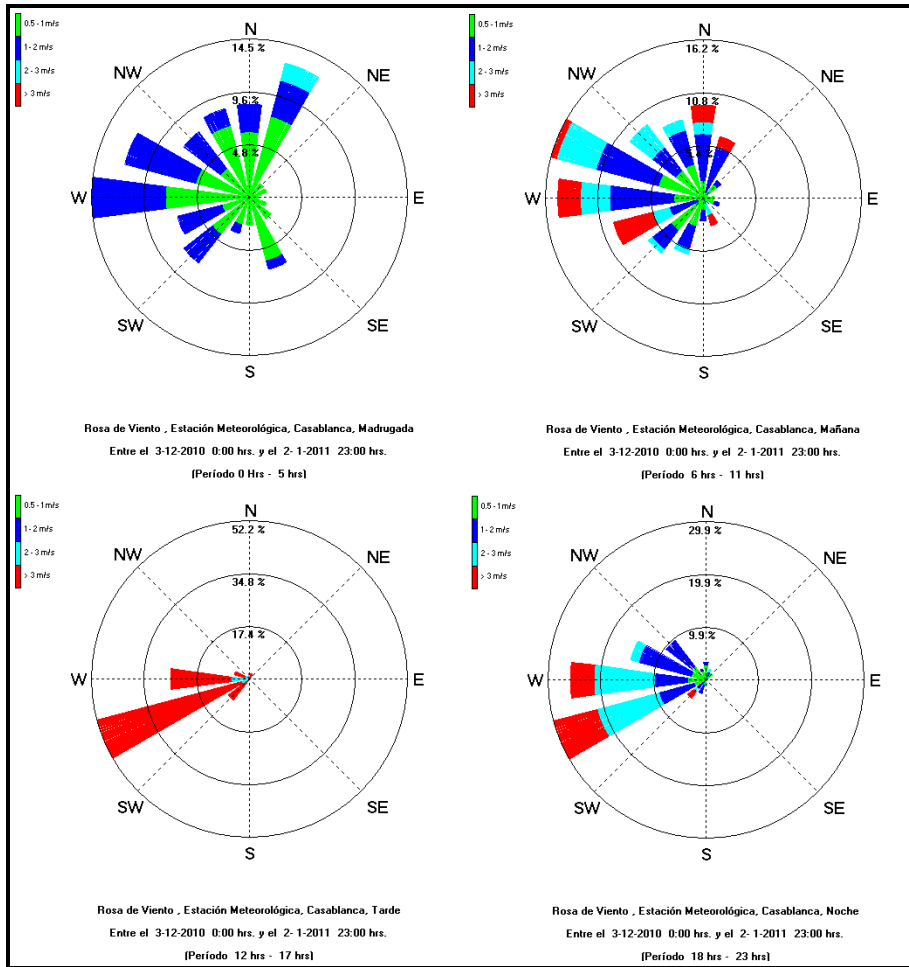 0.5 - 1 m/s
1 - 2 m/s
2 - 3 m/s
> 3 m/s
N
14.5 %
NW
NE
9.6 %
4.8 %
W
E
SW
SE
S
Rosa de Viento , Estación Meteorológica, Casablanca, Madrugada
Entre el 3-12-2010 0:00 hrs. y el 2- 1-2011 23:00 hrs.
(Período 0 Hrs - 5 hrs)
0.5 - 1 m/s
1 - 2 m/s
2 - 3 m/s
> 3 m/s
N
16.2 %
NW
NE
10.8 %
5.4 %
W
E
SW
SE
S
Rosa de Viento , Estación Meteorológica, Casablanca, Mañana
Entre el 3-12-2010 0:00 hrs. y el 2- 1-2011 23:00 hrs.
(Período 6 hrs - 11 hrs)
0.5 - 1 m/s
1 - 2 m/s
2 - 3 m/s
> 3 m/s
N
52.2 %
NW
NE
34.8 %
17.4 %
W
E
SW
SE
S
Rosa de Viento , Estación Meteorológica, Casablanca, Tarde
Entre el 3-12-2010 0:00 hrs. y el 2- 1-2011 23:00 hrs.
(Período 12 hrs - 17 hrs)
0.5 - 1 m/s
1 - 2 m/s
2 - 3 m/s
> 3 m/s
N
29.9 %
NW
NE
19.9 %
9.9 %
W
E
SW
SE
S
Rosa de Viento , Estación Meteorológica, Casablanca, Noche
Entre el 3-12-2010 0:00 hrs. y el 2- 1-2011 23:00 hrs.
(Período 18 hrs - 23 hrs)